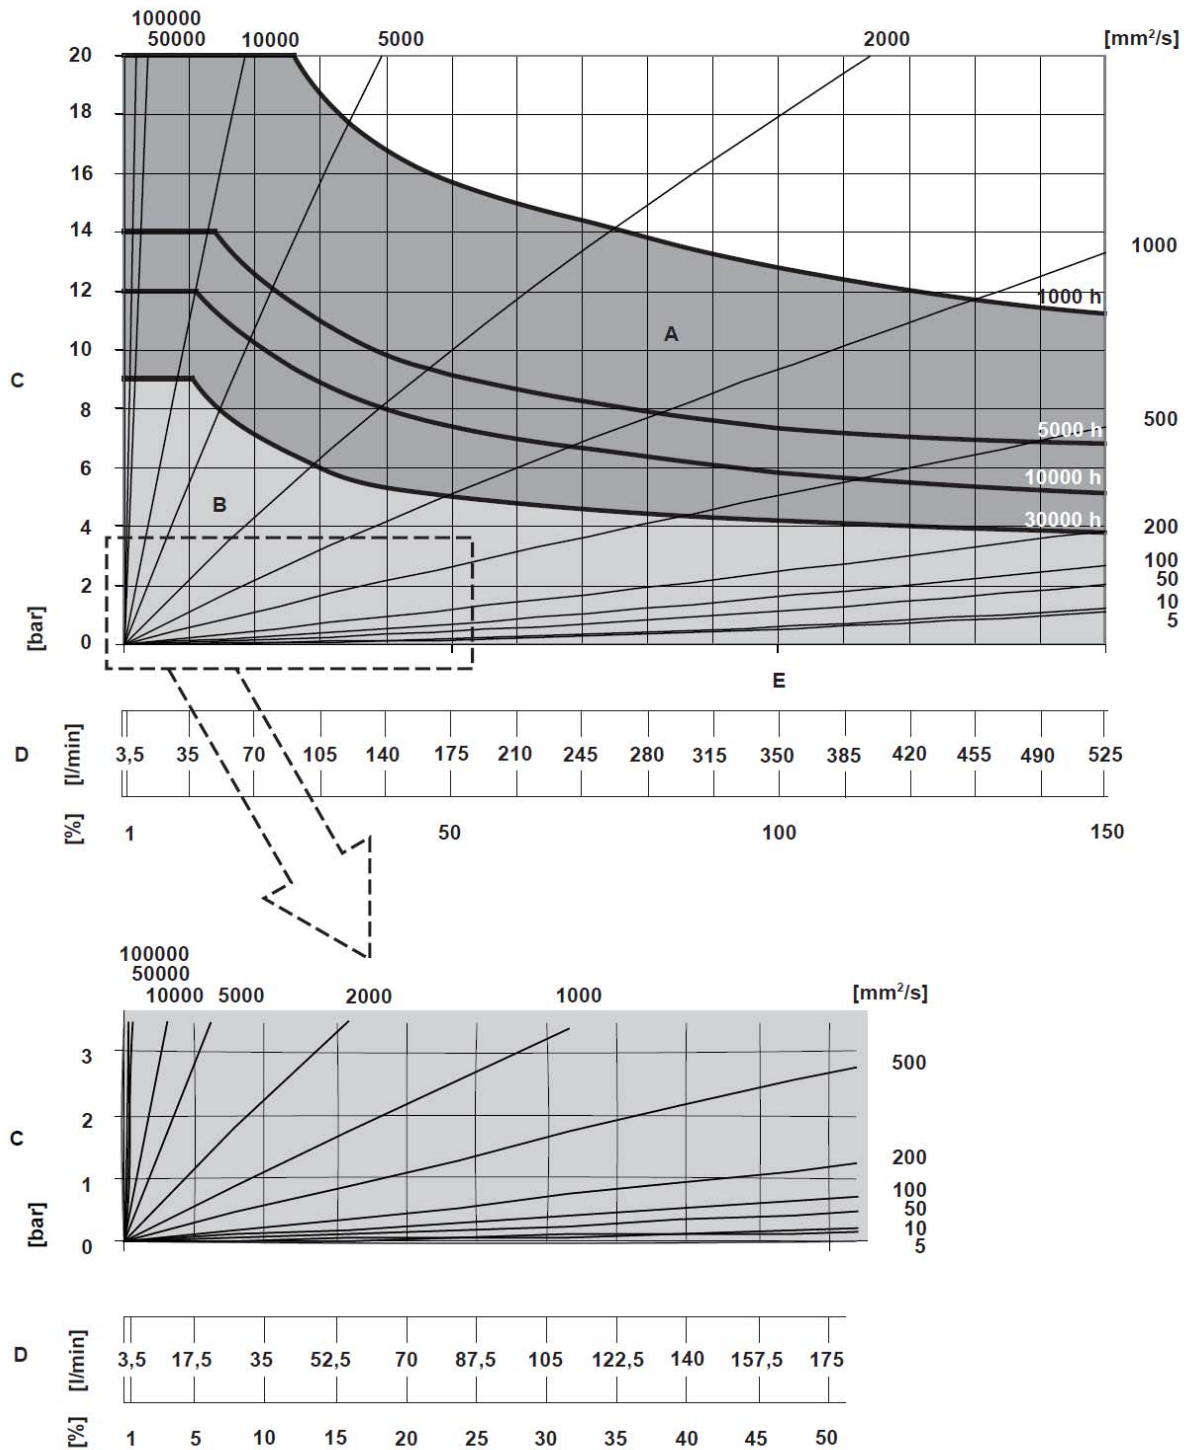 100000
50000 10000 5000 2000 [mm²/s]
20
18
16
14
1000
12
1000 h
A
10
C
8
500
5000 h
6
10000 h
B
30000 h
4
200
100
2
50
10
[bar] 0
5
E
D [l/min] 3,5 35 70 105 140 175 210 245 280 315 350 385 420 455 490 525
[%] 1 50 100 150
100000
50000
10000 5000 2000 1000 [mm²/s]
3
500
2
C
200
1
100
50
[bar]
10
0
5
D [l/min] 3,5 17,5 35 52,5 70 87,5 105 122,5 140 157,5 175
[%] 1 5 10 15 20 25 30 35 40 45 50